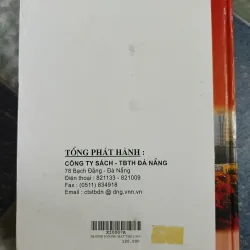 TỔNG PHÁT HÀNH :
CÔNG TY SÁCH - TBTH ĐÀ NẴNG
78 Bạch Đằng - Đà Nẵng
Điện thoại : 821133 - 821009
Fax : (0511) 834918
Email : ctstbdn @ dng.vnn.vn